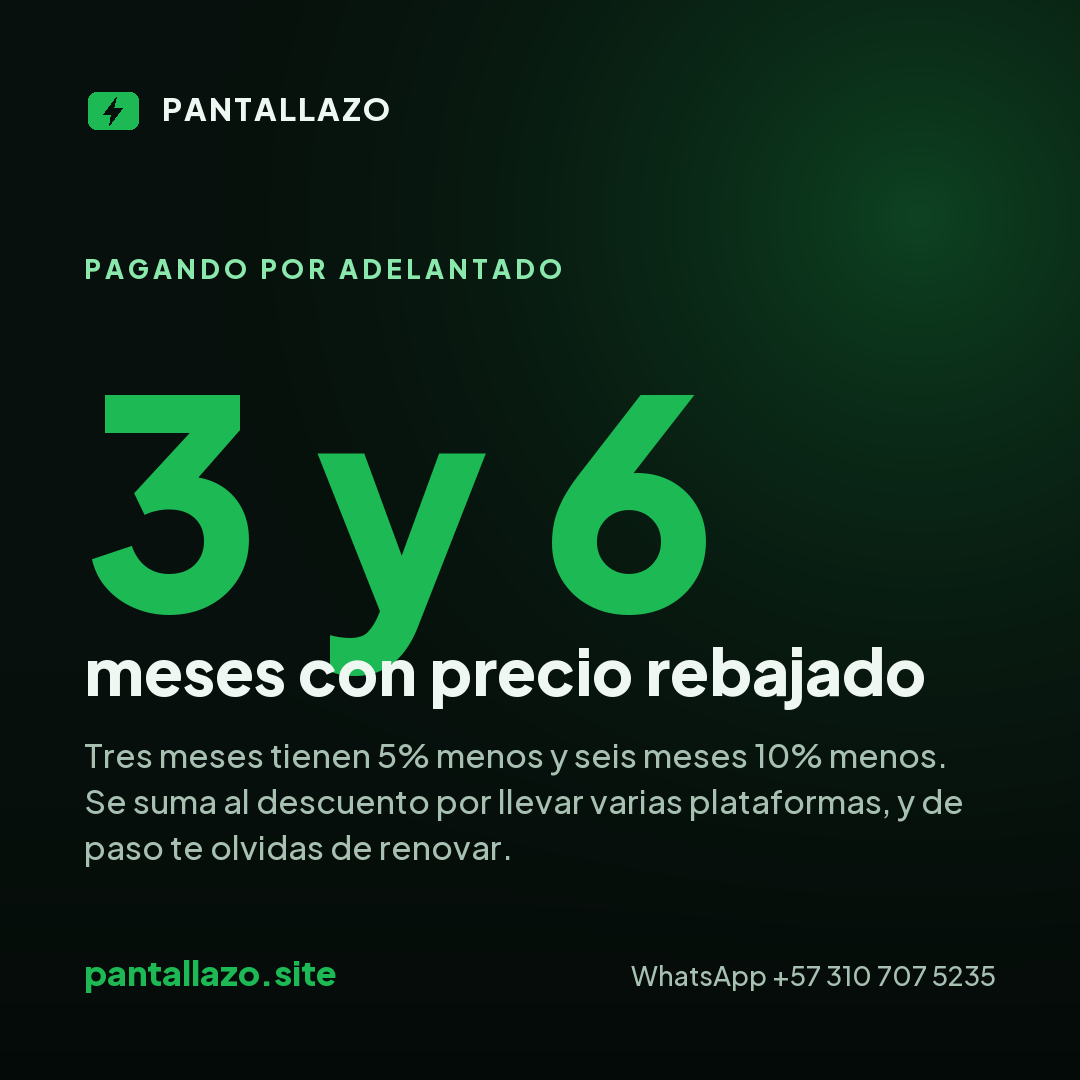 PANTALLAZO
PAGANDO POR ADELANTADO
3 y 6
meses con precio rebajado
Tres meses tienen 5% menos y seis meses 10% menos.
Se suma al descuento por llevar varias plataformas, y de
paso te olvidas de renovar.
pantallazo.site
WhatsApp +57 310 707 5235